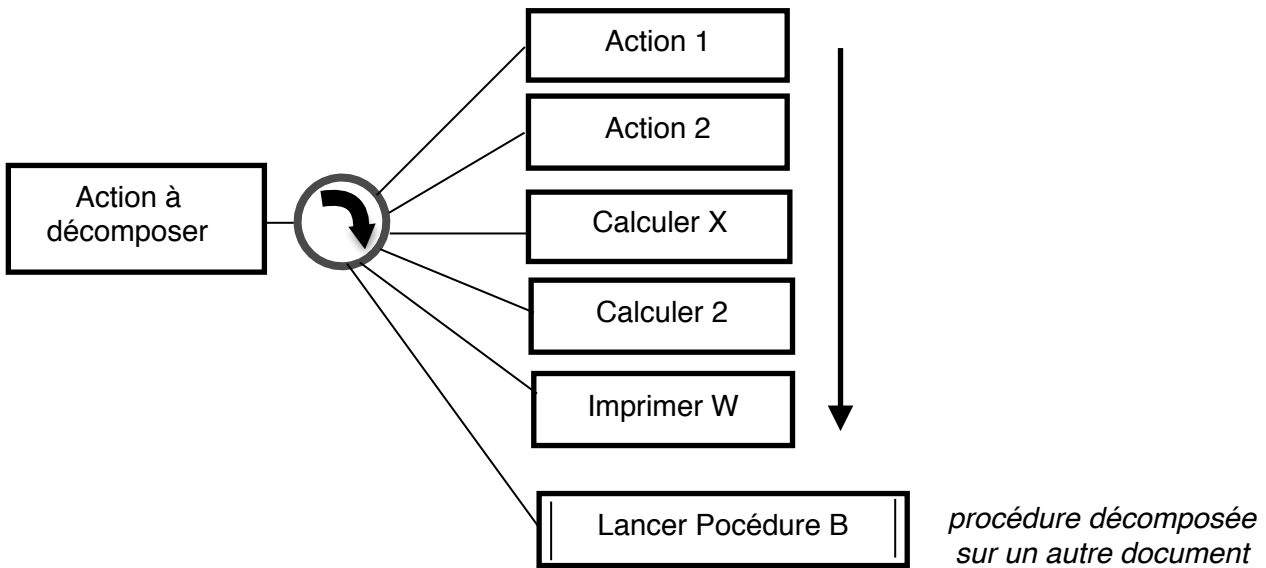 Action 1
Action 2
Action à
décomposer
Calculer X
Calculer 2
Imprimer W
Lancer Pocédure B
procédure décomposée
sur un autre document